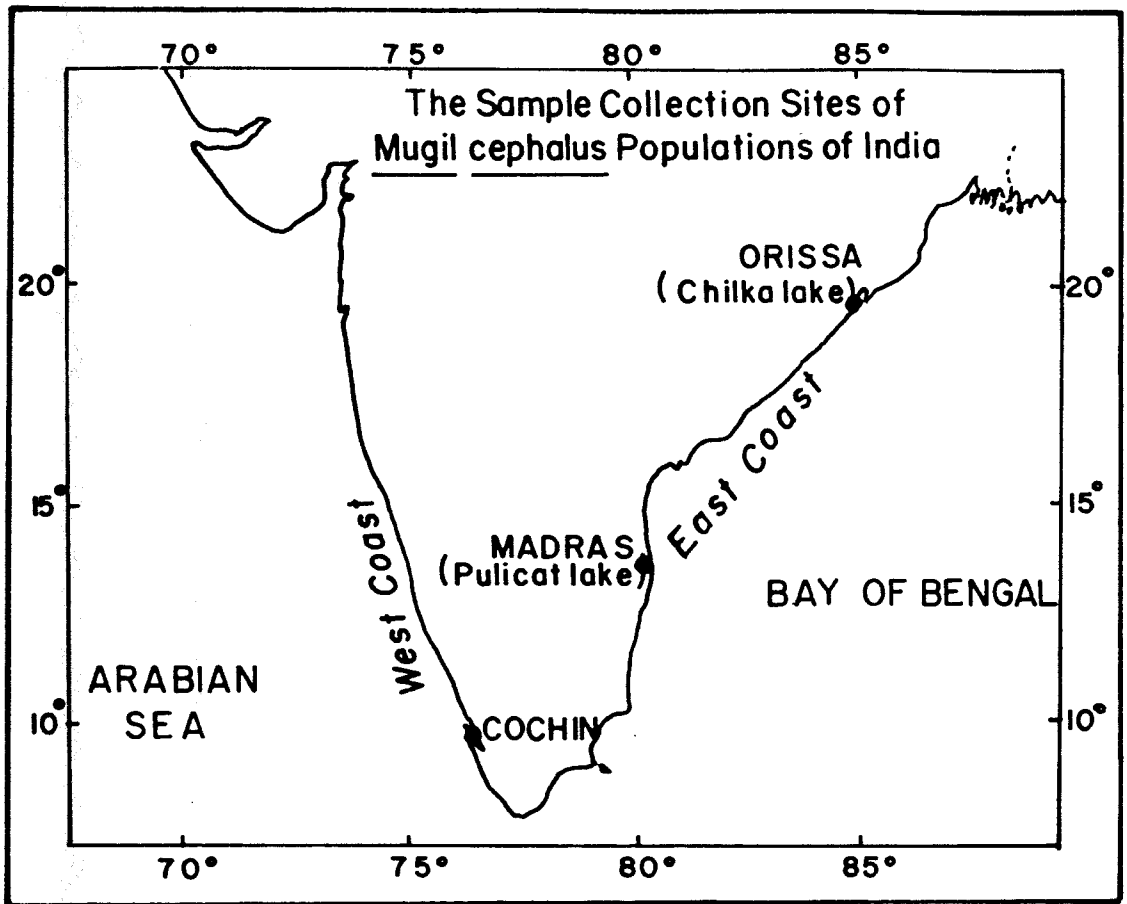 70° 75° 80° 85°
The Sample Collection Sites of
Mugil cephalus Populations of India
ORISSA
(Chilka lake)
20° 20°
East Coast
15° 15°
West Coast
MADRAS
(Pulicat lake)
BAY OF BENGAL
ARABIAN
SEA
10° 10°
COCHIN
70° 75° 80° 85°